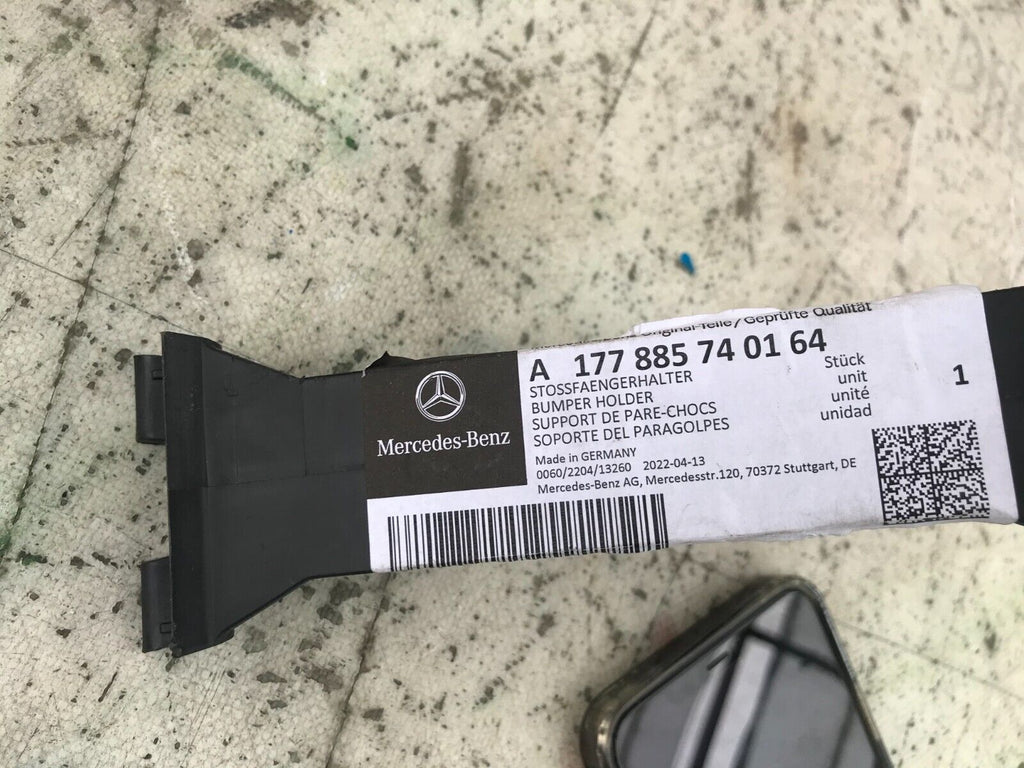 Original-Teile/Geprüfte Qualität
A 177 885 74 01 64
STOSSFAENGERHALTER
BUMPER HOLDER
SUPPORT DE PARE-CHOCS
SOPORTE DEL PARAGOLPES
Stück
unit
unité
unidad
1
Mercedes-Benz
Made in GERMANY
0060/2204/13260 2022-04-13
Mercedes-Benz AG, Mercedesstr.120, 70372 Stuttgart, DE